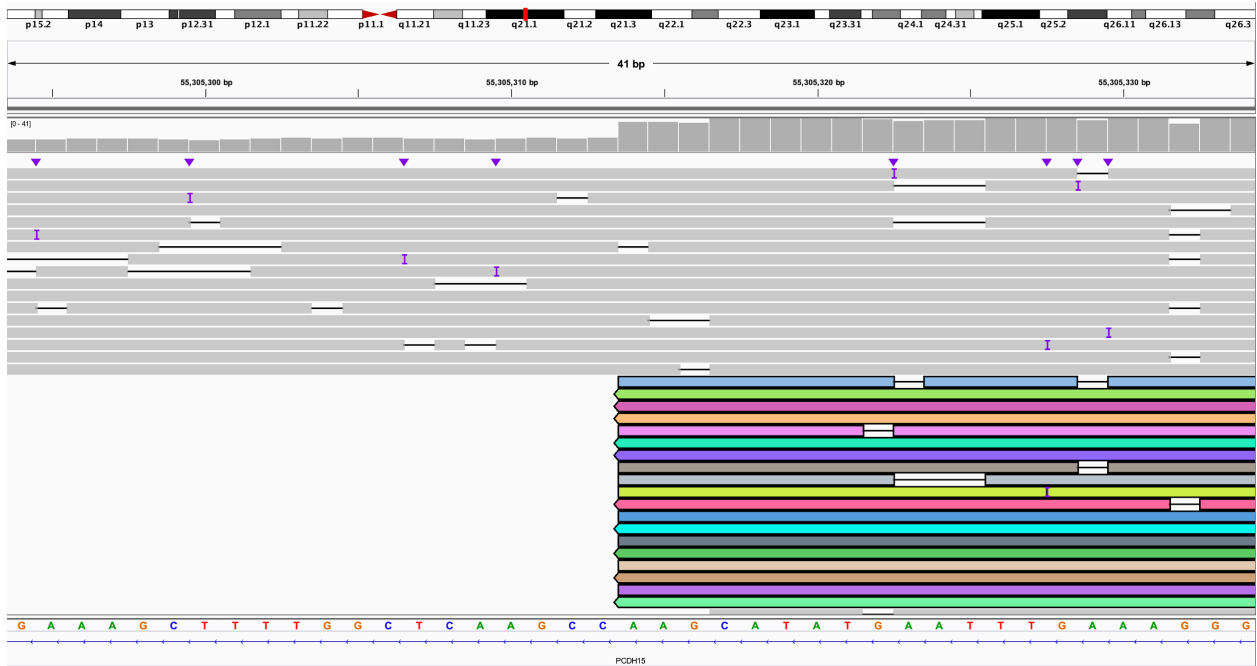 p15.2 p14 p13 p12.31 p12.1 p11.22 p11.1 q11.21 q11.23 q21.1 q21.2 q21.3 q22.1 q22.3 q23.1 q23.31 q24.1 q24.31 q25.1 q25.2 q26.11 q26.13 q26.3
41 bp
55,305,300 bp 55,305,310 bp 55,305,320 bp 55,305,330 bp
[0 - 41]
G A A A G C T T T T G G C T C A A G C C A A G C A T A T G A A T T T G A A A G G G
PCDH15